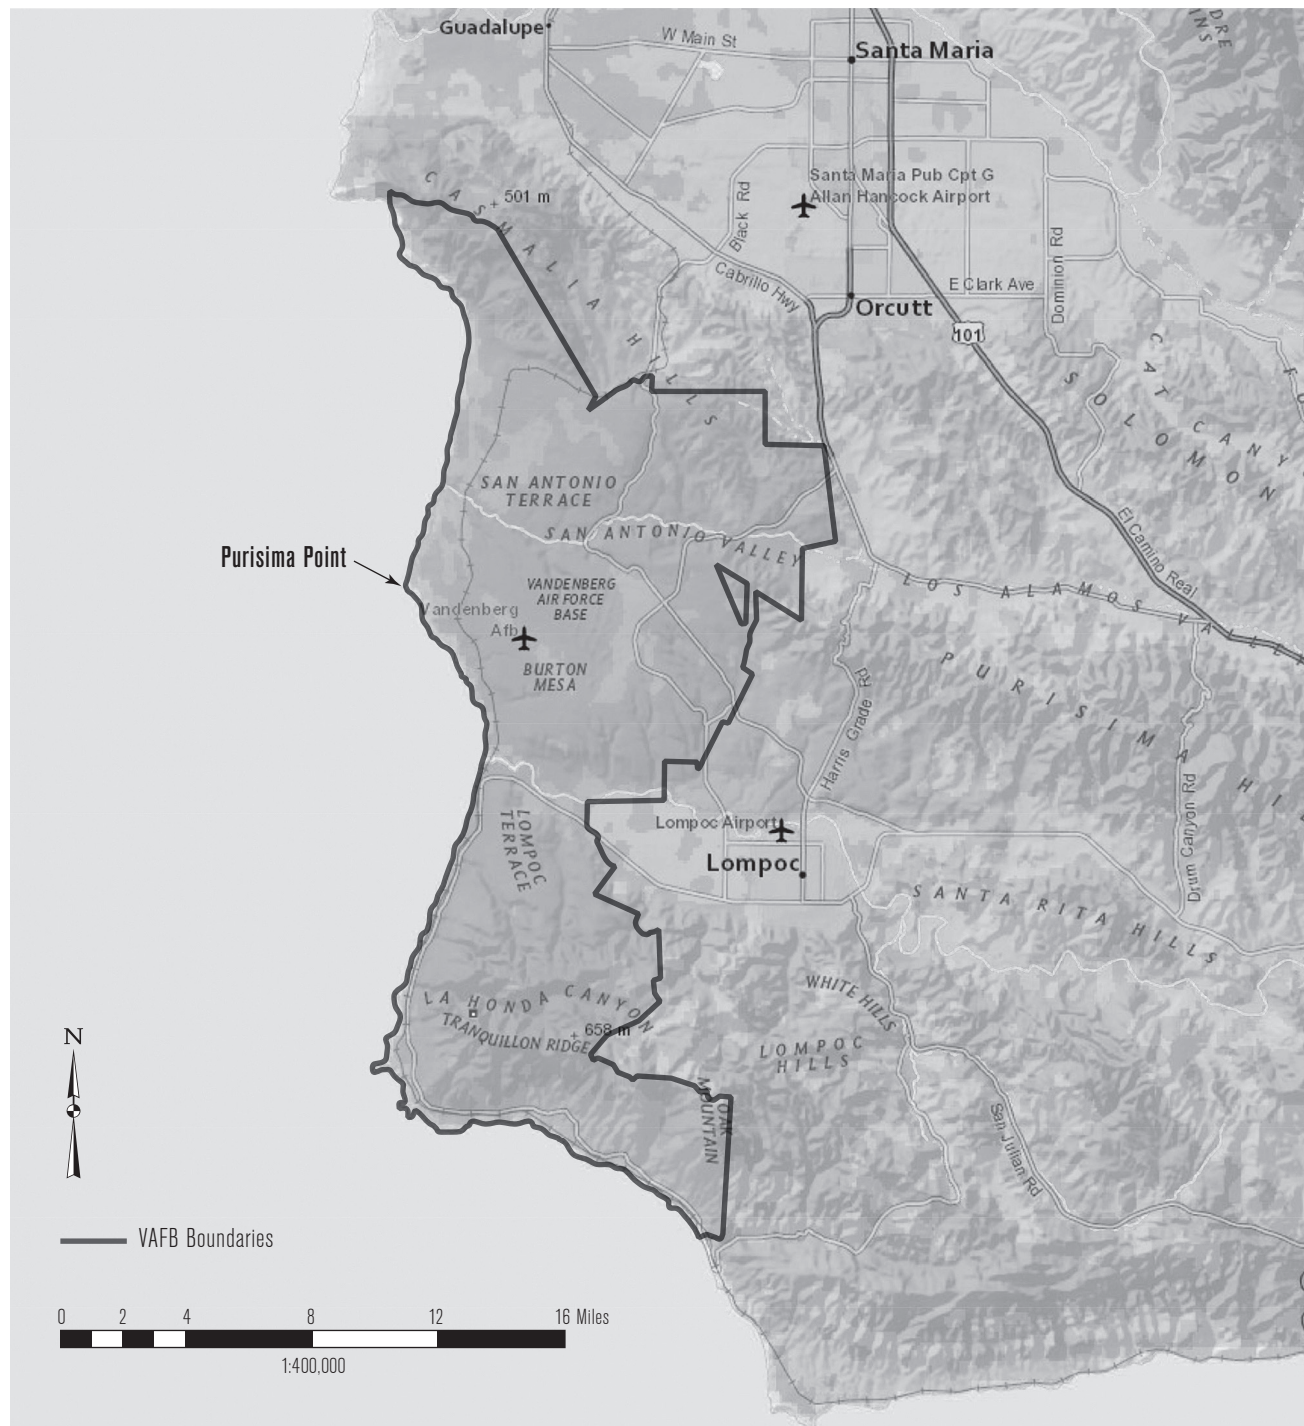 Guadalupe
W Main St
Santa Maria
DRE
INS
Santa Maria Pub Cpt G
Allan Hancock Airport
CASMALIA HILLS
501 m
Black Rd
Cabrillo Hwy
E Clark Ave
Dominion Rd
Orcutt
101
CAT CANY
SOLOMON
SAN ANTONIO
TERRACE
SAN ANTONIO VALLEY
El Camino Real
Purisima Point
VANDENBERG
AIR FORCE
BASE
Vandenberg
Afb
LOS ALAMOS VALLE
BURTON
MESA
PURISIMA HI
Harris Grade Rd
Drum Canyon Rd
LOMPOC
TERRACE
Lompoc Airport
Lompoc
SANTA RITA HILLS
LA HONDA CANYON
TRANQUILLON RIDGE
658 m
WHITE HILLS
LOMPOC
HILLS
OAK
MOUNTAIN
San Julian Rd
N
VAFB Boundaries
0 2 4 8 12 16 Miles
1:400,000